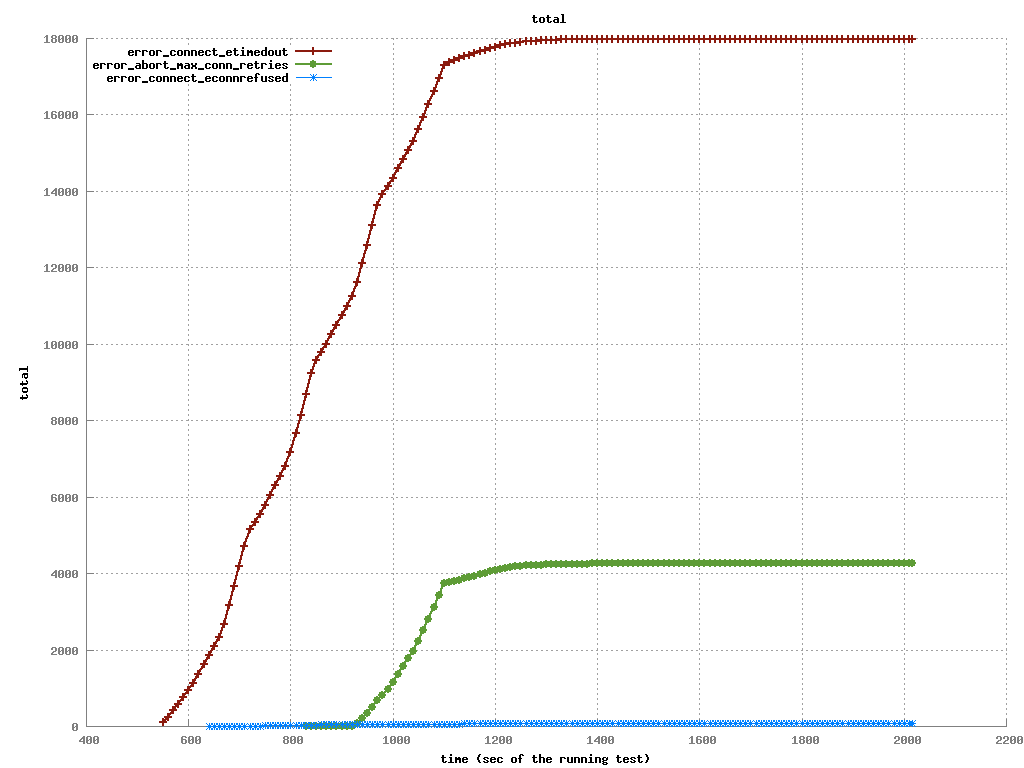 total
18000
16000
14000
12000
10000
8000
6000
4000
2000
0
total
error_connect_etimedout
error_abort_max_conn_retries
error_connect_econnrefused
400 600 800 1000 1200 1400 1600 1800 2000 2200
time (sec of the running test)